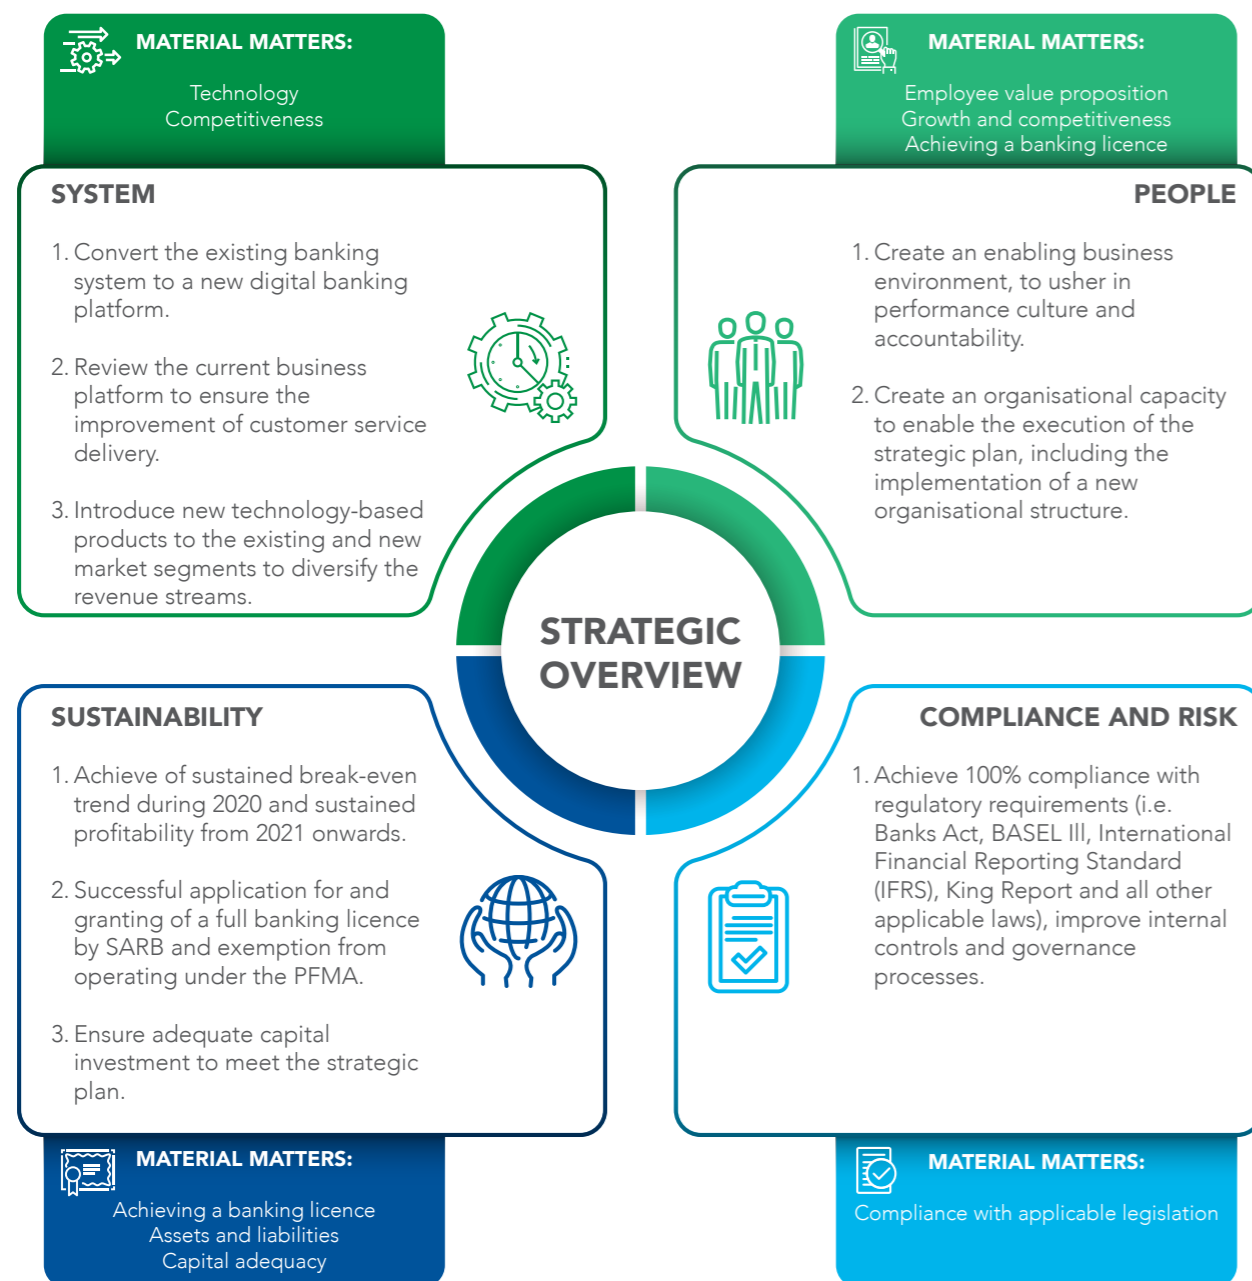 MATERIAL MATTERS:
Technology
Competitiveness
SYSTEM
1. Convert the existing banking
system to a new digital banking
platform.
2. Review the current business
platform to ensure the
improvement of customer service
delivery.
3. Introduce new technology-based
products to the existing and new
market segments to diversify the
revenue streams.
MATERIAL MATTERS:
Employee value proposition
Growth and competitiveness
Achieving a banking licence
PEOPLE
1. Create an enabling business
environment, to usher in
performance culture and
accountability.
2. Create an organisational capacity
to enable the execution of the
strategic plan, including the
implementation of a new
organisational structure.
STRATEGIC
OVERVIEW
SUSTAINABILITY
1. Achieve of sustained break-even
trend during 2020 and sustained
profitability from 2021 onwards.
2. Successful application for and
granting of a full banking licence
by SARB and exemption from
operating under the PFMA.
3. Ensure adequate capital
investment to meet the strategic
plan.
MATERIAL MATTERS:
Achieving a banking licence
Assets and liabilities
Capital adequacy
COMPLIANCE AND RISK
1. Achieve 100% compliance with
regulatory requirements (i.e.
Banks Act, BASEL Ill, International
Financial Reporting Standard
(IFRS), King Report and all other
applicable laws), improve internal
controls and governance
processes.
MATERIAL MATTERS:
Compliance with applicable legislation